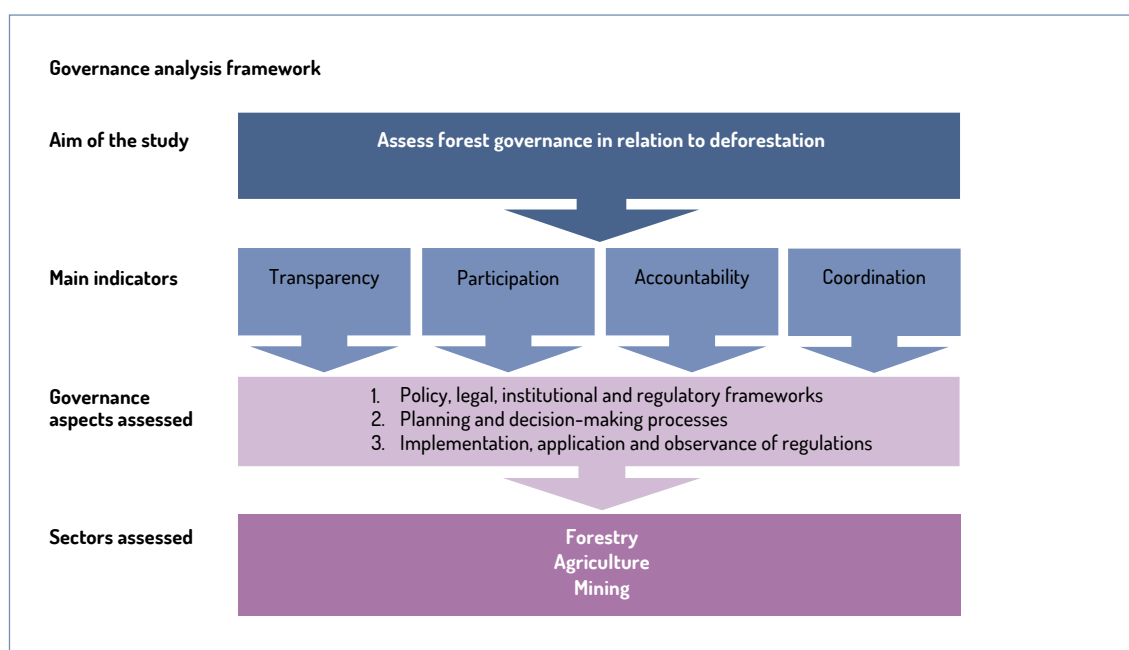 Governance analysis framework
Aim of the study
Assess forest governance in relation to deforestation
Main indicators
Transparency
Participation
Accountability
Coordination
Governance
aspects assessed
1. Policy, legal, institutional and regulatory frameworks
2. Planning and decision-making processes
3. Implementation, application and observance of regulations
Sectors assessed
Forestry
Agriculture
Mining